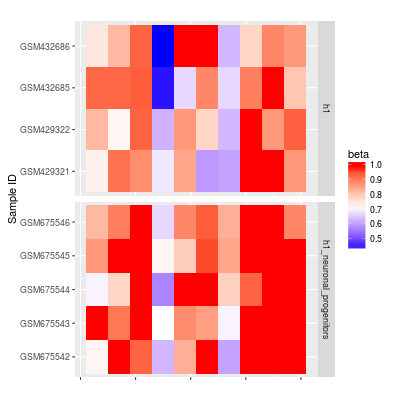 GSM432686
GSM432685
GSM429322
GSM429321
GSM675546
GSM675545
GSM675544
GSM675543
GSM675542
Sample ID
h1
h1_neuronal_progenitors
beta
1.0
0.9
0.8
0.7
0.6
0.5